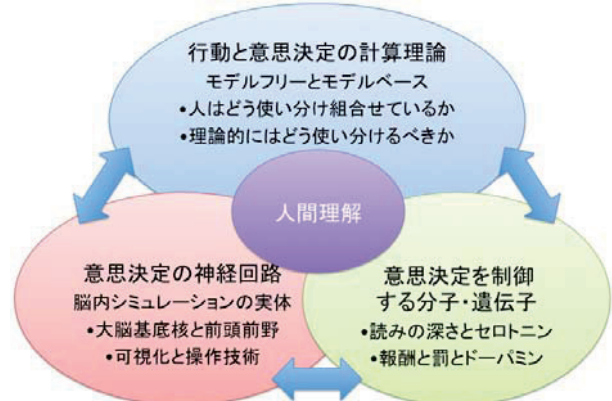 行動と意思決定の計算理論
モデルフリーとモデルベース
•人はどう使い分け組合せているか
•理論的にはどう使い分けるべきか
人間理解
意思決定の神経回路
脳内シミュレーションの実体
•大脳基底核と前頭前野
•可視化と操作技術
意思決定を制御
する分子・遺伝子
•読みの深さとセロトニン
•報酬と罰とドーパミン